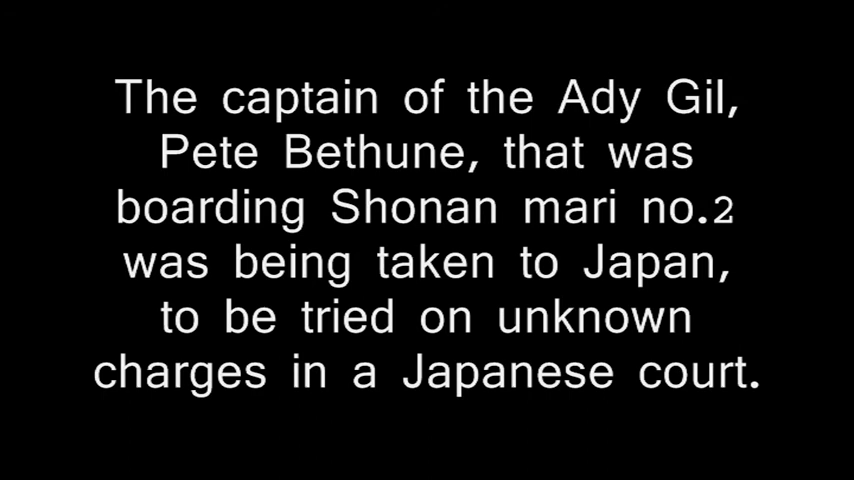 The captain of the Ady Gil,
Pete Bethune, that was
boarding Shonan mari no.2
was being taken to Japan,
to be tried on unknown
charges in a Japanese court.